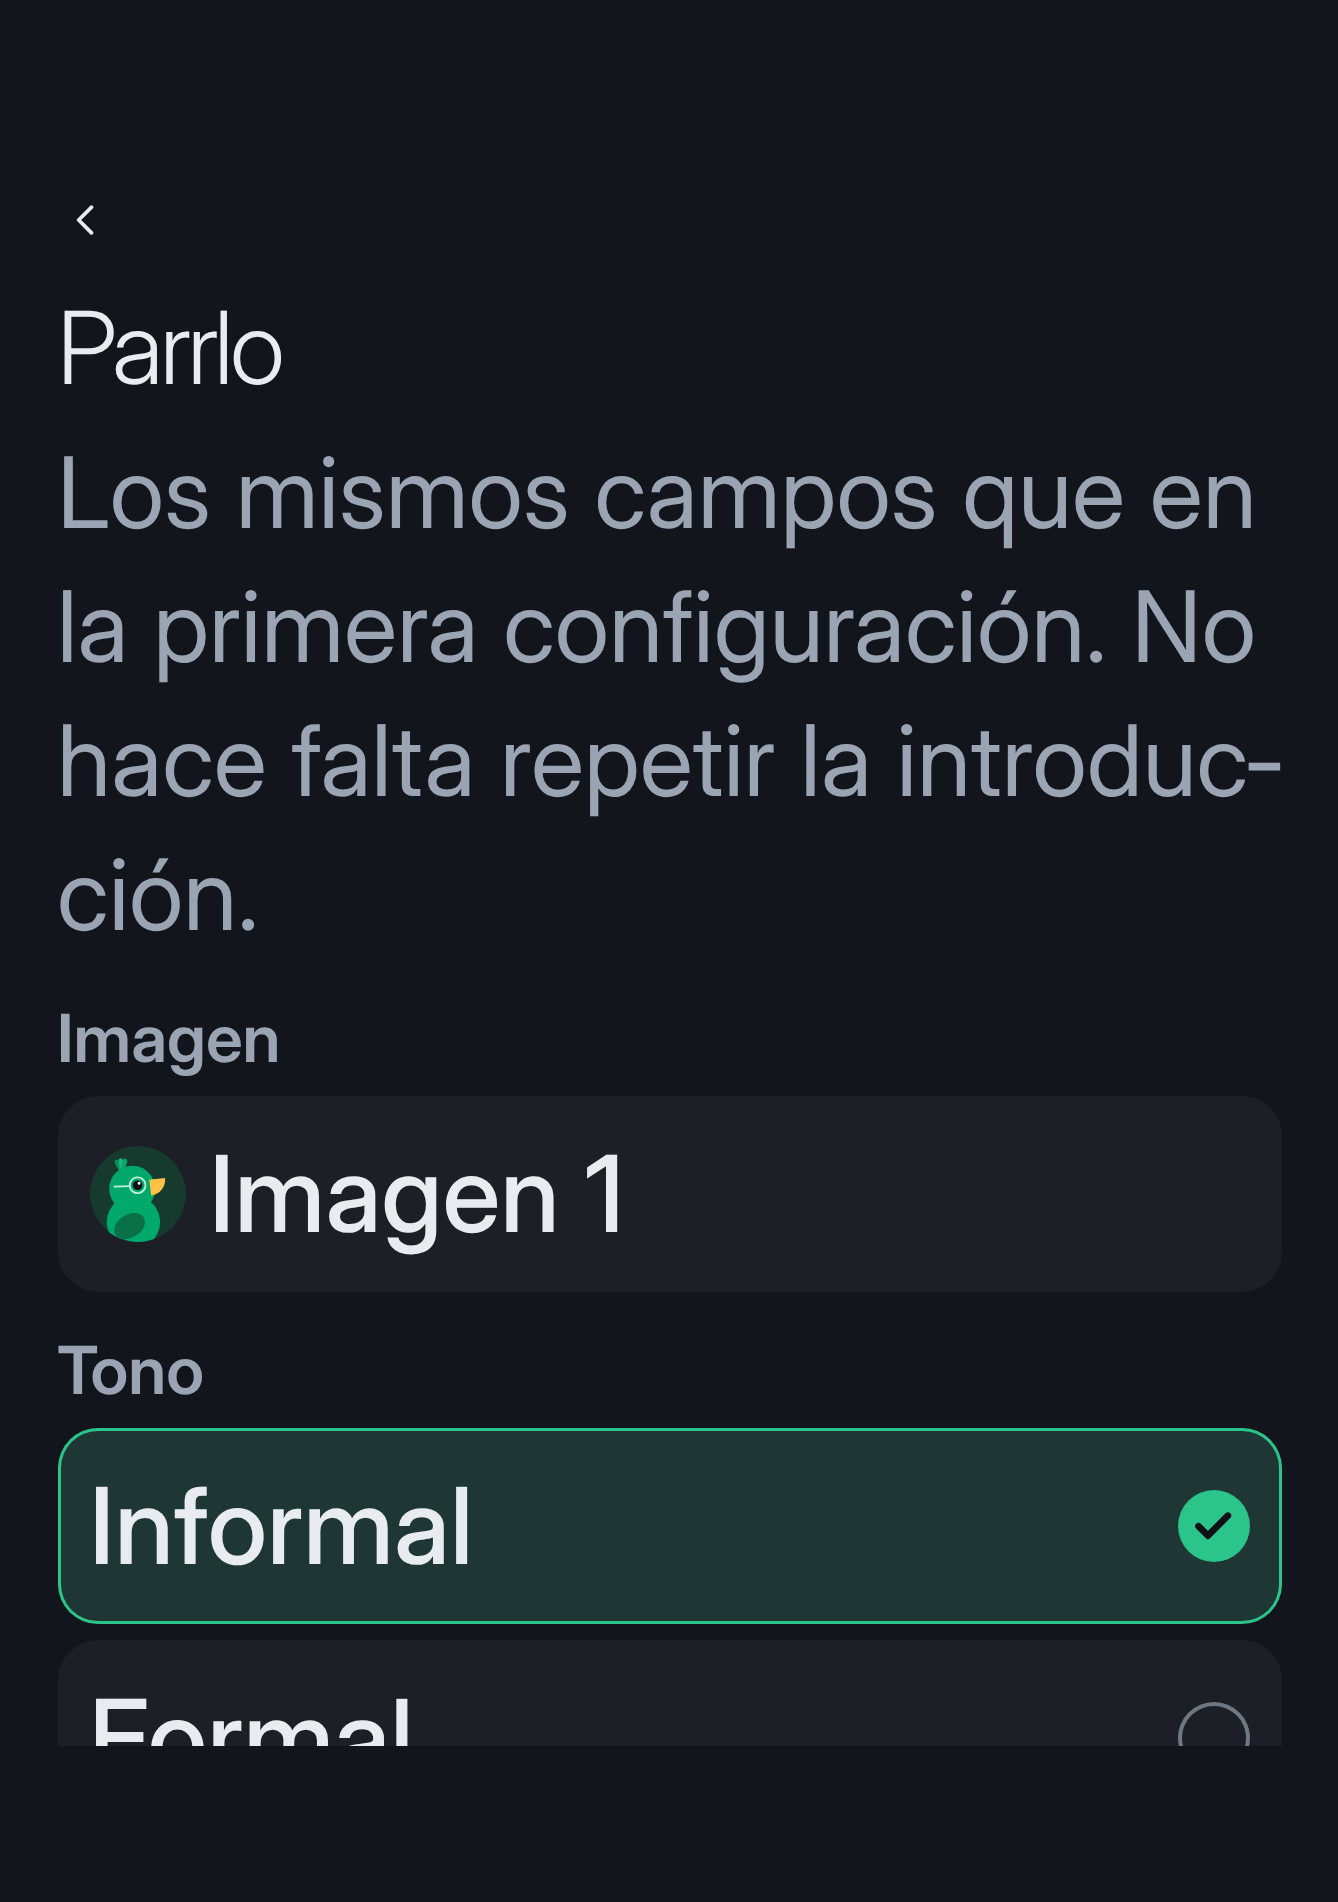 Parrlo
Los mismos campos que en
la primera configuración. No
hace falta repetir la introduc-
ción.
Imagen
Imagen 1
Tono
Informal
Formal